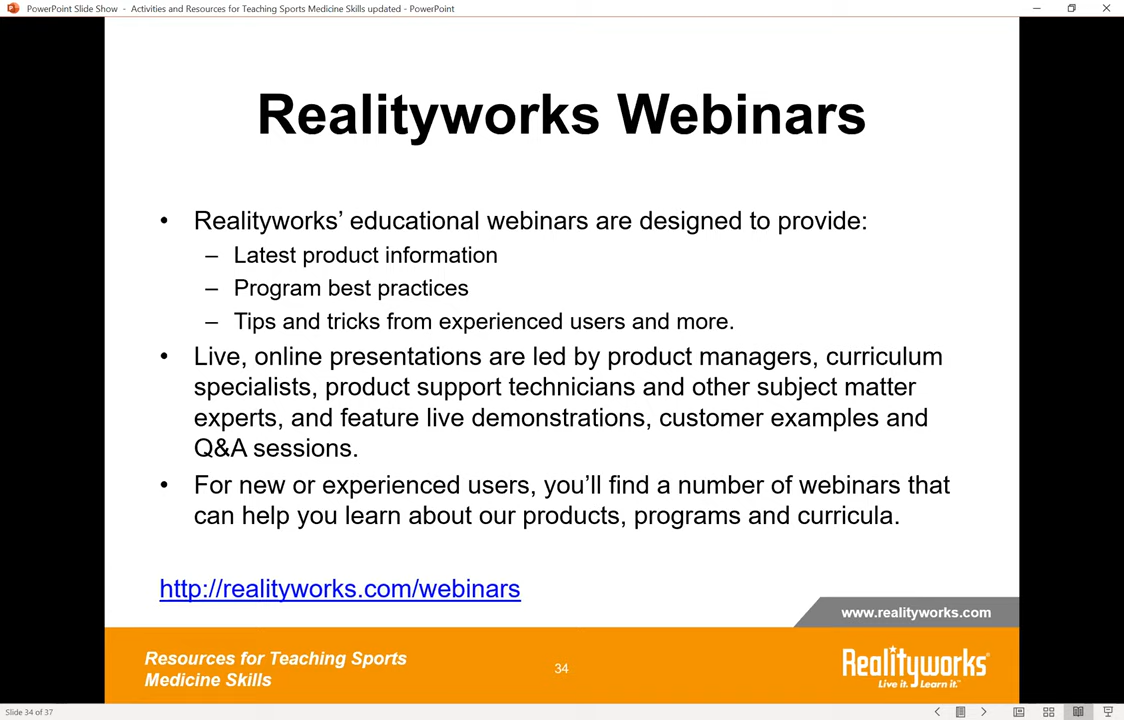 PowerPoint Slide Show - Activities and Resources for Teaching Sports Medicine Skills updated - PowerPoint
Realityworks Webinars
• Realityworks’ educational webinars are designed to provide:
– Latest product information
– Program best practices
– Tips and tricks from experienced users and more.
• Live, online presentations are led by product managers, curriculum
specialists, product support technicians and other subject matter
experts, and feature live demonstrations, customer examples and
Q&A sessions.
• For new or experienced users, you’ll find a number of webinars that
can help you learn about our products, programs and curricula.
http://realityworks.com/webinars
www.realityworks.com
Resources for Teaching Sports
Medicine Skills
34
Realityworks
Live it. Learn it.™
Slide 34 of 37